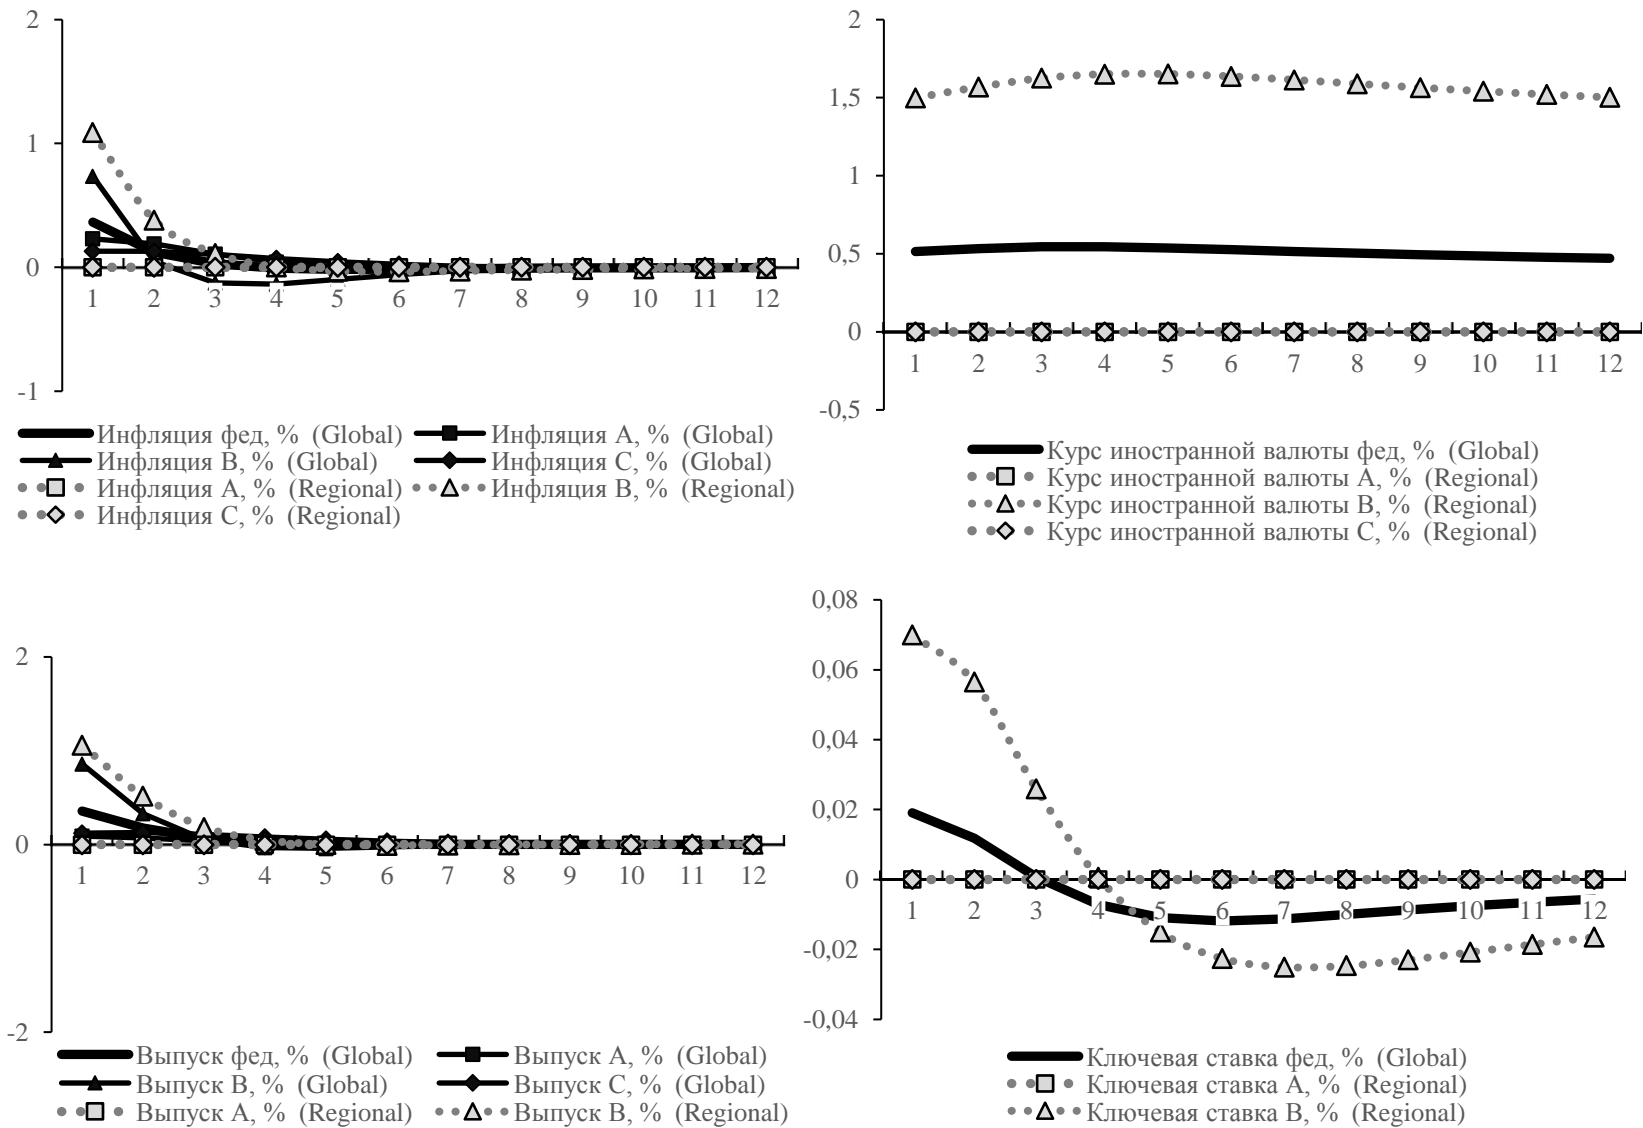 2
1
0
-1
1 2 3 4 5 6 7 8 9 10 11 12
Инфляция фед, % (Global) Инфляция A, % (Global)
Инфляция B, % (Global) Инфляция C, % (Global)
Инфляция A, % (Regional) Инфляция B, % (Regional)
Инфляция C, % (Regional)
2
1,5
1
0,5
0
-0,5
1 2 3 4 5 6 7 8 9 10 11 12
Курс иностранной валюты фед, % (Global)
Курс иностранной валюты A, % (Regional)
Курс иностранной валюты B, % (Regional)
Курс иностранной валюты C, % (Regional)
2
0
-2
1 2 3 4 5 6 7 8 9 10 11 12
Выпуск фед, % (Global) Выпуск A, % (Global)
Выпуск B, % (Global) Выпуск C, % (Global)
Выпуск A, % (Regional) Выпуск B, % (Regional)
0,08
0,06
0,04
0,02
0
-0,02
-0,04
1 2 3 4 5 6 7 8 9 10 11 12
Ключевая ставка фед, % (Global)
Ключевая ставка A, % (Regional)
Ключевая ставка B, % (Regional)